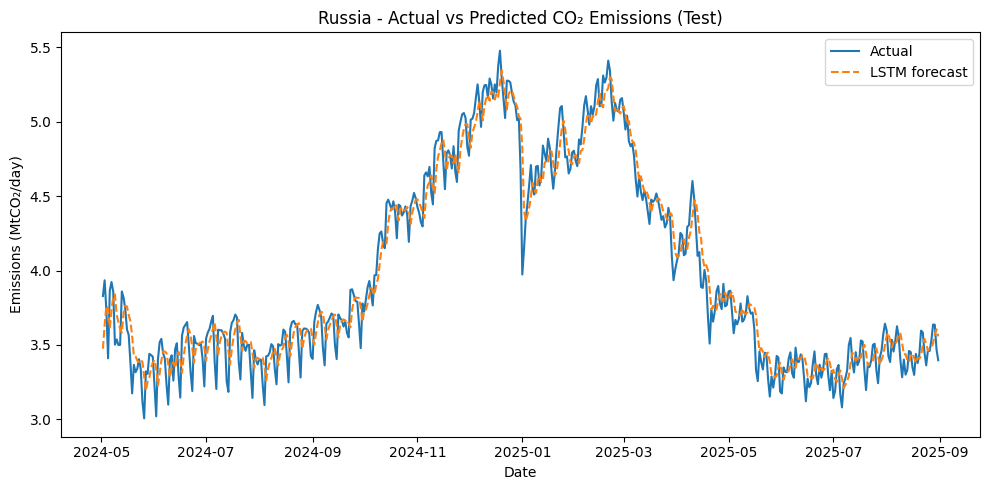 Russia - Actual vs Predicted CO₂ Emissions (Test)
Actual
LSTM forecast
Emissions (MtCO₂/day)
5.5
5.0
4.5
4.0
3.5
3.0
2024-05 2024-07 2024-09 2024-11 2025-01 2025-03 2025-05 2025-07 2025-09
Date